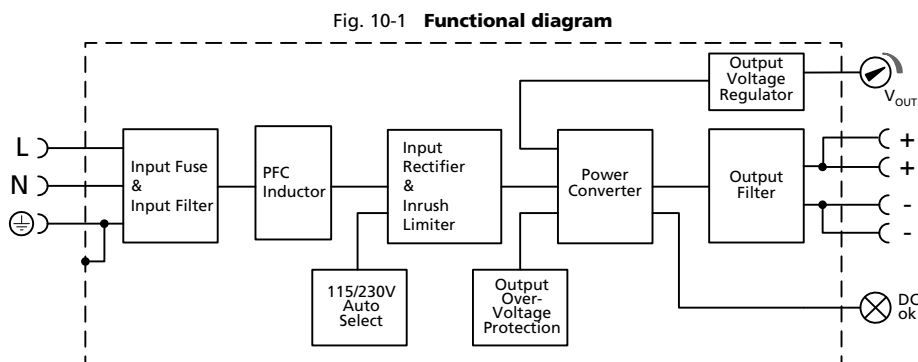 Fig. 10-1 Functional diagram
Output
Voltage
Regulator
V_OUT
L
N
Input Fuse
&
Input Filter
PFC
Inductor
Input
Rectifier
&
Inrush
Limiter
Power
Converter
Output
Filter
+
+
-
-
115/230V
Auto
Select
Output
Over-
Voltage
Protection
DC
ok